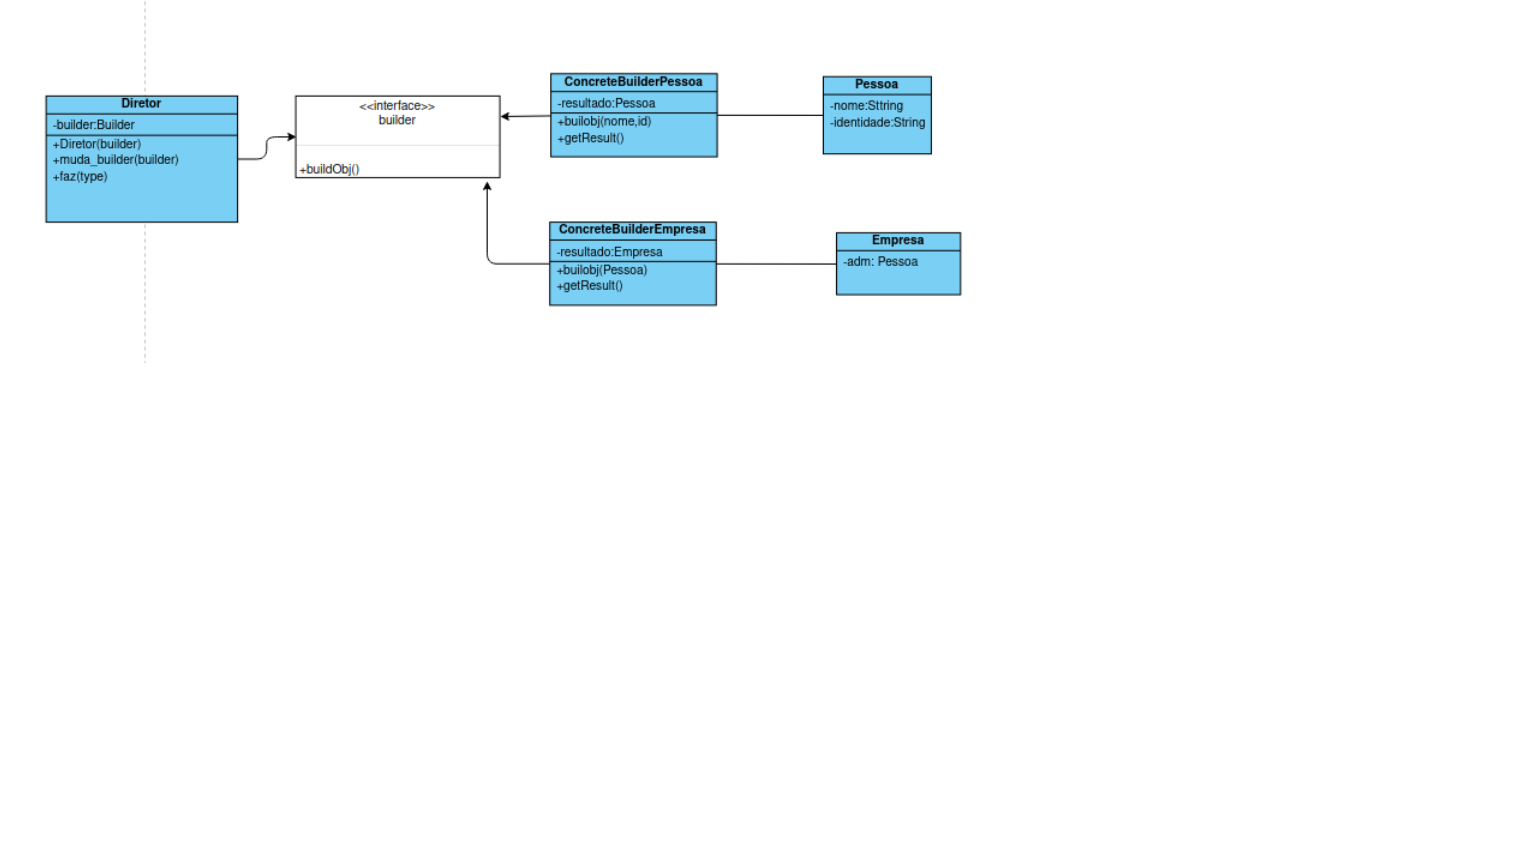 Diretor
-builder:Builder
+Diretor(builder)
+muda_builder(builder)
+faz(type)
<<interface>>
builder
+buildObj()
ConcreteBuilderPessoa
-resultado:Pessoa
+builobj(nome,id)
+getResult()
Pessoa
-nome:Sttring
-identidade:String
ConcreteBuilderEmpresa
-resultado:Empresa
+builobj(Pessoa)
+getResult()
Empresa
-adm: Pessoa